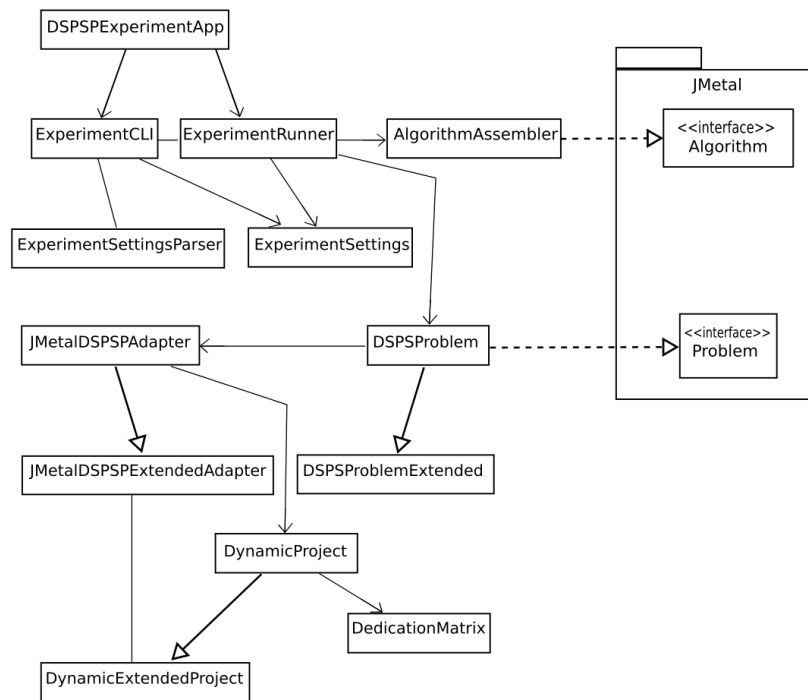 DSPSPExperimentApp
JMetal
ExperimentCLI
ExperimentRunner
AlgorithmAssembler
<<interface>>
Algorithm
ExperimentSettingsParser
ExperimentSettings
JMetalDSPSPAdapter
DSPSProblem
<<interface>>
Problem
JMetalDSPSPExtendedAdapter
DSPSProblemExtended
DynamicProject
DedicationMatrix
DynamicExtendedProject